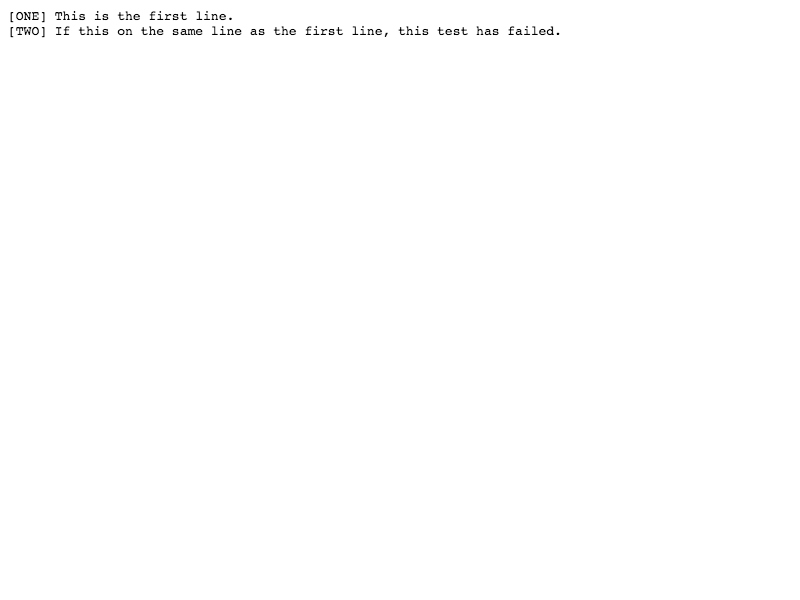 [ONE] This is the first line.
[TWO] If this on the same line as the first line, this test has failed.